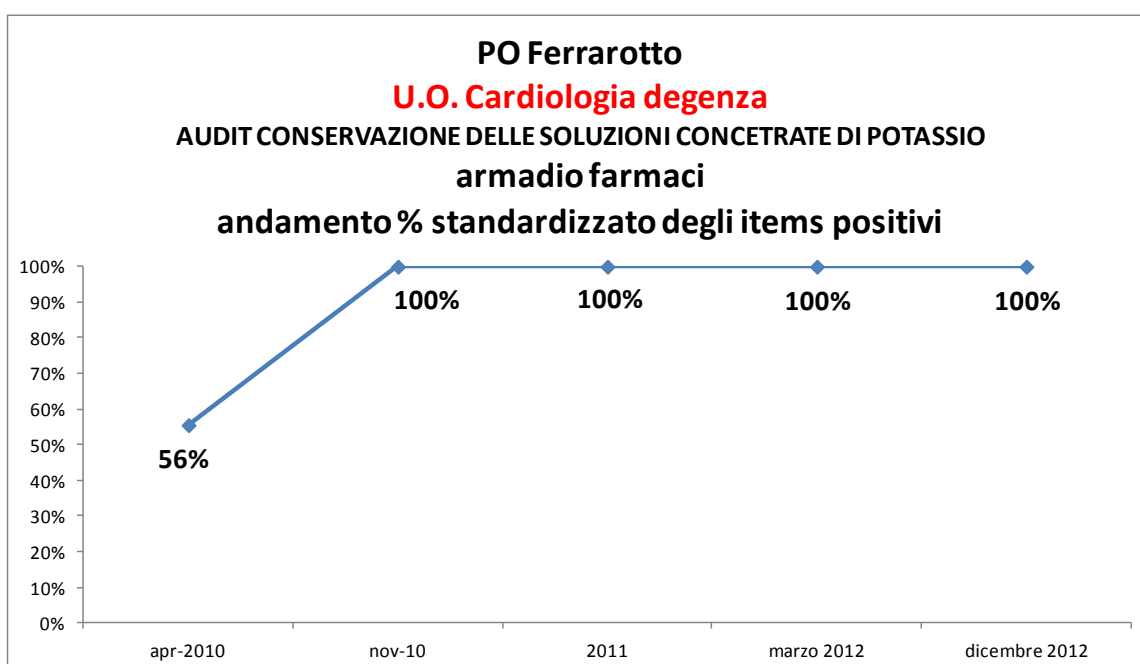 PO Ferrarotto
U.O. Cardiologia degenza
AUDIT CONSERVAZIONE DELLE SOLUZIONI CONCETRATE DI POTASSIO
armadio farmaci
andamento % standardizzato degli items positivi
100%
90%
80%
70%
60%
50%
40%
30%
20%
10%
0%
56%
100%
100%
100%
100%
apr-2010
nov-10
2011
marzo 2012
dicembre 2012